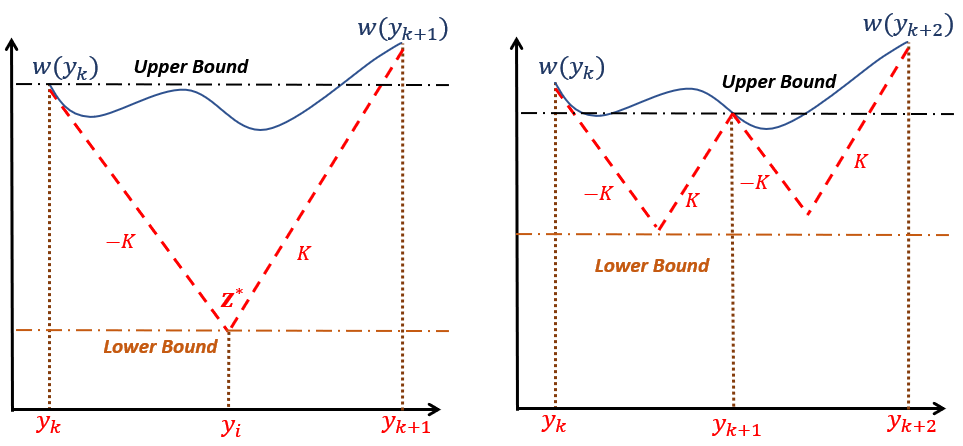 w(y_{k+1})
w(y_k)
Upper Bound
-K
K
Z^*
Lower Bound
y_k
y_i
y_{k+1}
w(y_{k+2})
w(y_k)
Upper Bound
-K
K
-K
K
Lower Bound
y_k
y_{k+1}
y_{k+2}